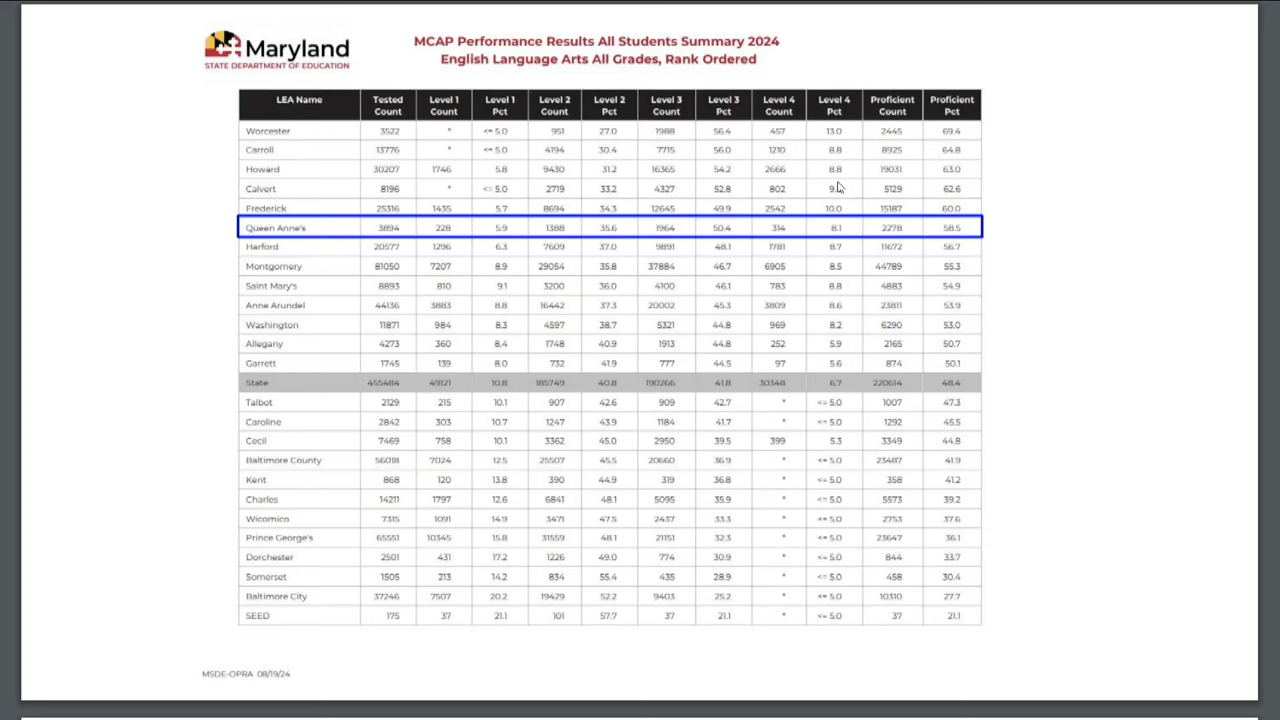 Maryland
STATE DEPARTMENT OF EDUCATION
MCAP Performance Results All Students Summary 2024
English Language Arts All Grades, Rank Ordered
LEA Name Tested Count Level 1 Count Level 1 Pct Level 2 Count Level 2 Pct Level 3 Count Level 3 Pct Level 4 Count Level 4 Pct Proficient Count Proficient Pct
Worcester 3522 * <= 5.0 951 27.0 1988 56.4 457 13.0 2445 69.4
Carroll 13776 * <= 5.0 4194 30.4 7715 56.0 1210 8.8 8925 64.8
Howard 30207 1746 5.8 9430 31.2 16365 54.2 2666 8.8 19031 63.0
Calvert 8196 * <= 5.0 2719 33.2 4327 52.8 802 5129 62.6
Frederick 25316 1435 5.7 8694 34.3 12645 49.9 2542 10.0 15187 60.0
Queen Anne's 3894 228 5.9 1388 35.6 1964 50.4 314 8.1 2278 58.5
Harford 20577 1296 6.3 7609 37.0 9891 48.1 1781 8.7 11672 56.7
Montgomery 81050 7207 8.9 29054 35.8 37884 46.7 6905 8.5 44789 55.3
Saint Mary's 8893 810 9.1 3200 36.0 4100 46.1 783 8.8 4883 54.9
Anne Arundel 44136 3883 8.8 16442 37.3 20002 45.3 3809 8.6 23811 53.9
Washington 11871 984 8.3 4597 38.7 5321 44.8 969 8.2 6290 53.0
Allegany 4273 360 8.4 1748 40.9 1913 44.8 252 5.9 2165 50.7
Garrett 1745 139 8.0 732 41.9 777 44.5 97 5.6 874 50.1
State 455484 49121 10.8 185749 40.8 190266 41.8 30348 6.7 220614 48.4
Talbot 2129 215 10.1 907 42.6 909 42.7 * <= 5.0 1007 47.3
Caroline 2842 303 10.7 1247 43.9 1184 41.7 * <= 5.0 1292 45.5
Cecil 7469 758 10.1 3362 45.0 2950 39.5 399 5.3 3349 44.8
Baltimore County 56018 7024 12.5 25507 45.5 20660 36.9 * <= 5.0 23487 41.9
Kent 868 120 13.8 390 44.9 319 36.8 * <= 5.0 358 41.2
Charles 14211 1797 12.6 6841 48.1 5095 35.9 * <= 5.0 5573 39.2
Wicomico 7315 1091 14.9 3471 47.5 2437 33.3 * <= 5.0 2753 37.6
Prince George's 65551 10345 15.8 31559 48.1 21151 32.3 * <= 5.0 23647 36.1
Dorchester 2501 431 17.2 1226 49.0 774 30.9 * <= 5.0 844 33.7
Somerset 1505 213 14.2 834 55.4 435 28.9 * <= 5.0 458 30.4
Baltimore City 37246 7507 20.2 19429 52.2 9403 25.2 * <= 5.0 10310 27.7
SEED 175 37 21.1 101 57.7 37 21.1 * <= 5.0 37 21.1
MSDE-OPRA 08/19/24